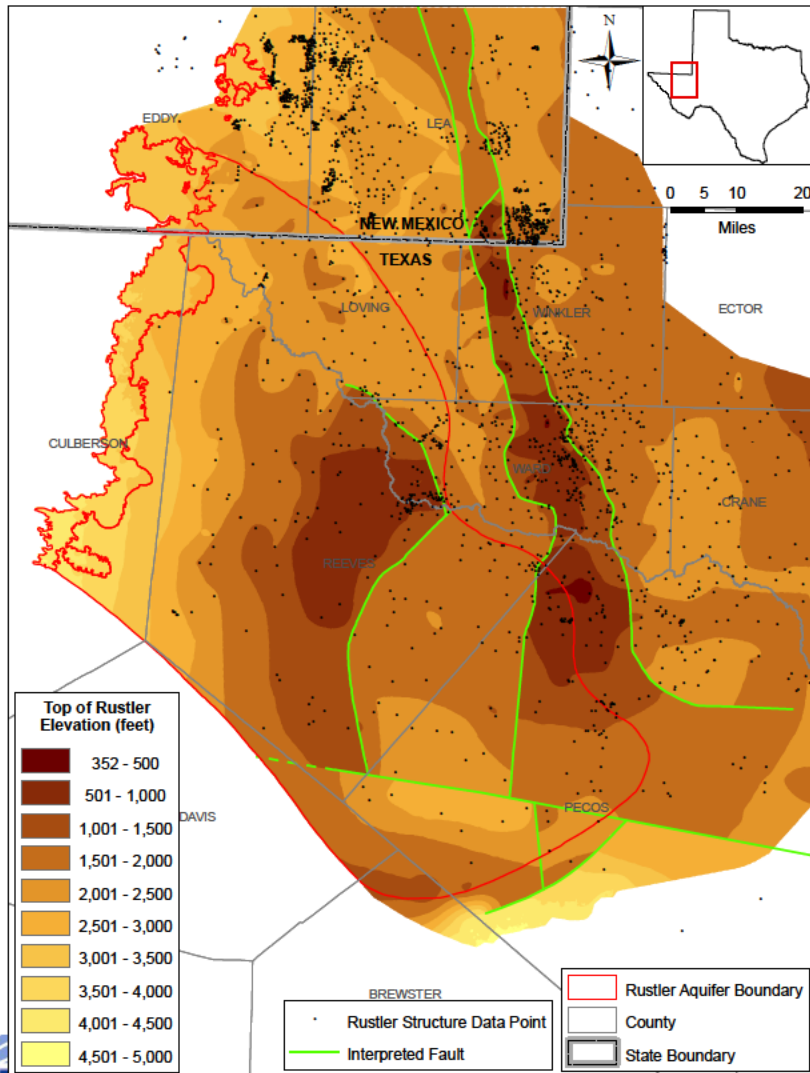 N
EDDY
LEA
0 5 10 20
Miles
NEW MEXICO
TEXAS
LOVING
WINKLER
ECTOR
CULBERSON
WARD
CRANE
REEVES
Top of Rustler
Elevation (feet)
352 - 500
501 - 1,000
1,001 - 1,500
1,501 - 2,000
2,001 - 2,500
2,501 - 3,000
3,001 - 3,500
3,501 - 4,000
4,001 - 4,500
4,501 - 5,000
DAVIS
PECOS
BREWSTER
Rustler Structure Data Point
Interpreted Fault
Rustler Aquifer Boundary
County
State Boundary